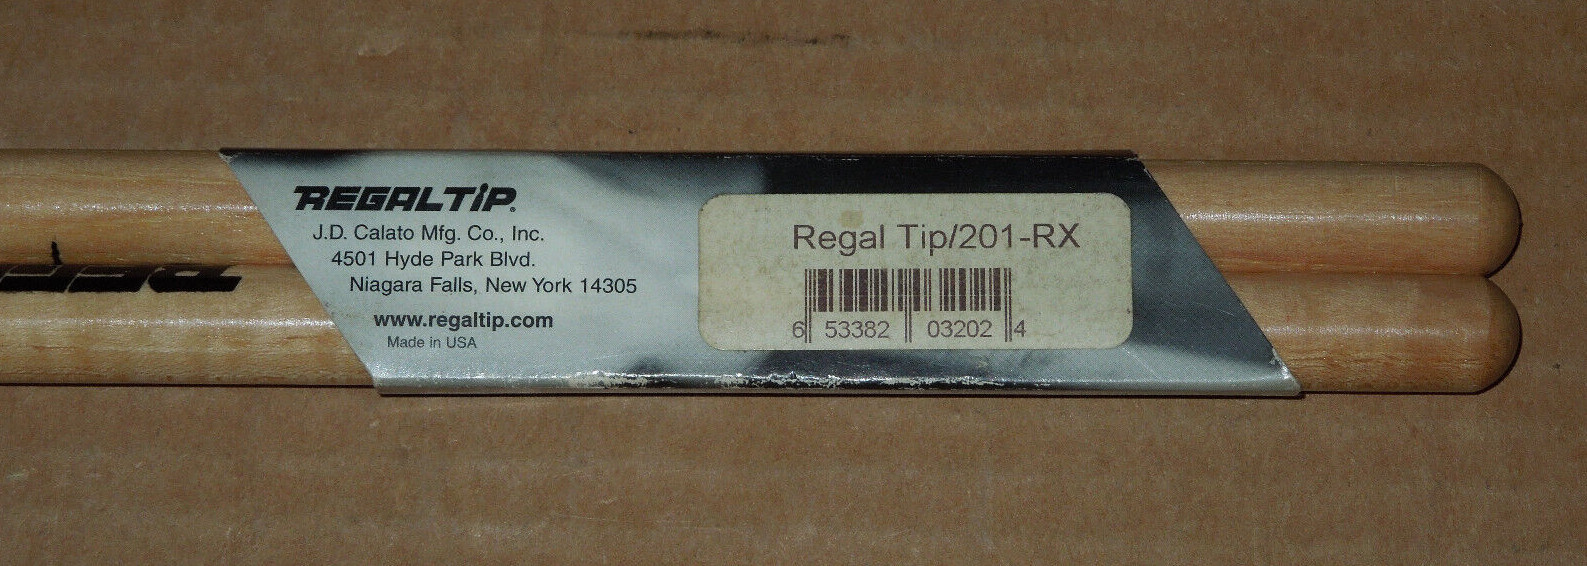 REGALTIP.
J.D. Calato Mfg. Co., Inc.
4501 Hyde Park Blvd.
Niagara Falls, New York 14305
www.regaltip.com
Made in USA
Regal Tip/201-RX
6 53382 03202 4